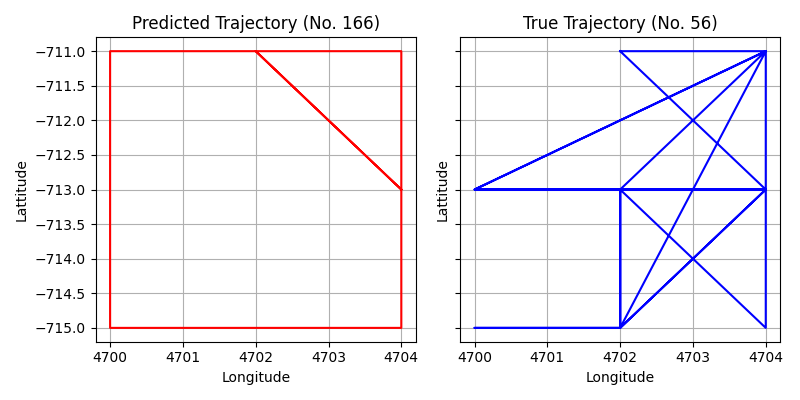 Predicted Trajectory (No. 166)
True Trajectory (No. 56)
−711.0
−711.5
−712.0
−712.5
−713.0
−713.5
−714.0
−714.5
−715.0
Lattitude
Lattitude
4700 4701 4702 4703 4704
4700 4701 4702 4703 4704
Longitude
Longitude